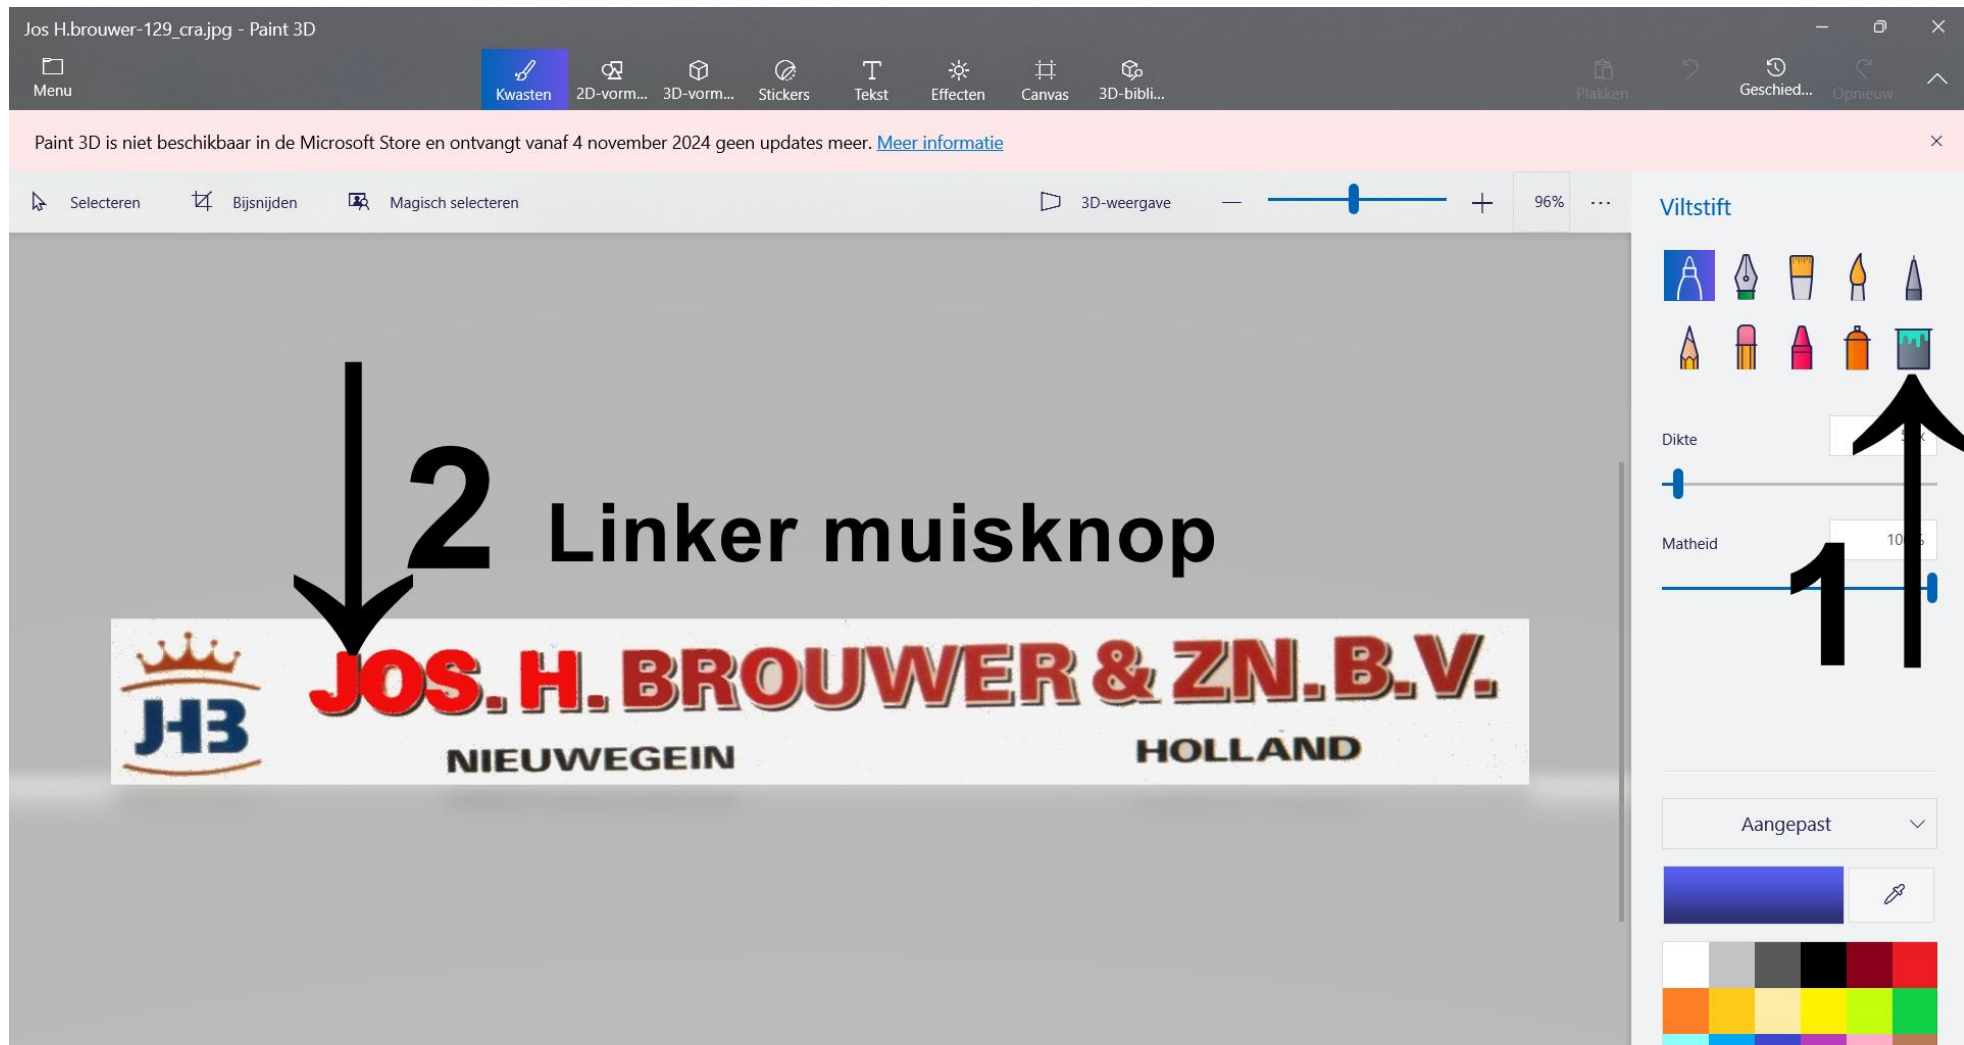 Jos H.brouwer-129_cra.jpg - Paint 3D
Menu
Kwasten
2D-vorm...
3D-vorm...
Stickers
Tekst
Effecten
Canvas
3D-bibli...
Plakken
Geschied...
Opnieuw
Paint 3D is niet beschikbaar in de Microsoft Store en ontvangt vanaf 4 november 2024 geen updates meer. Meer informatie
Selecteren
Bijsnijden
Magisch selecteren
3D-weergave
96%
Viltstift
Dikte
Matheid
1
2 Linker muisknop
JHB
JOS. H. BROUWER & ZN. B.V.
NIEUWEGEIN
HOLLAND
Aangepast